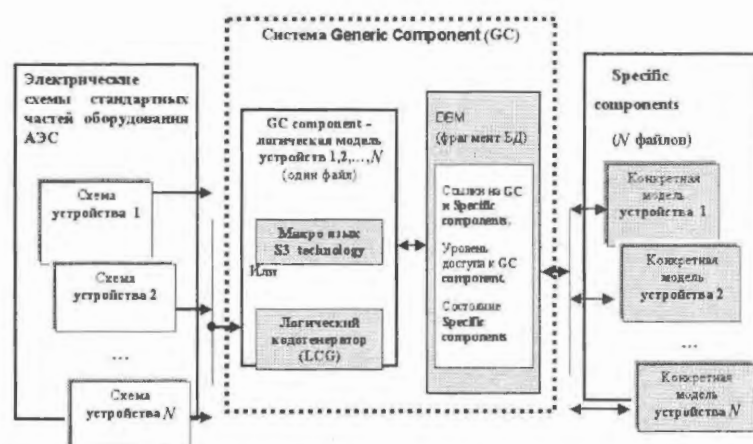 Система Generic Component (GC)
Электрические
схемы стандартных
частей оборудования
АЭС
Схема
устройства 1
Схема
устройства 2
...
Схема
устройства N
GC component –
логическая модель
устройств 1,2,...,N
(один файл)
Макро язык
S3 technology
Или
Логический
кодогенератор
(LCG)
DBM
(фрагмент БД)
Ссылки на GC
и Specific
components.
Уровень
доступа к GC
component.
Состояние
Specific
components
Specific
components
(N файлов)
Конкретная
модель
устройства 1
Конкретная
модель
устройства 2
...
Конкретная
модель
устройства N